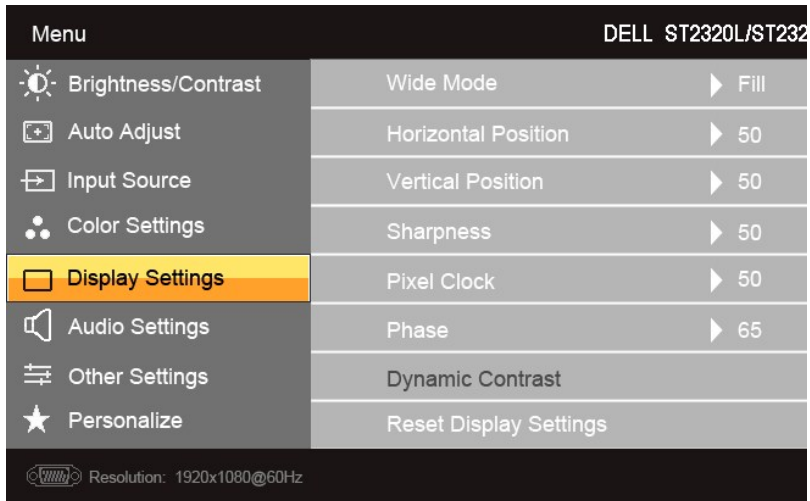 Menu DELL ST2320L/ST232
Brightness/Contrast Wide Mode Fill
Auto Adjust Horizontal Position 50
Input Source Vertical Position 50
Color Settings Sharpness 50
Display Settings Pixel Clock 50
Audio Settings Phase 65
Other Settings Dynamic Contrast
Personalize Reset Display Settings
Resolution: 1920x1080@60Hz